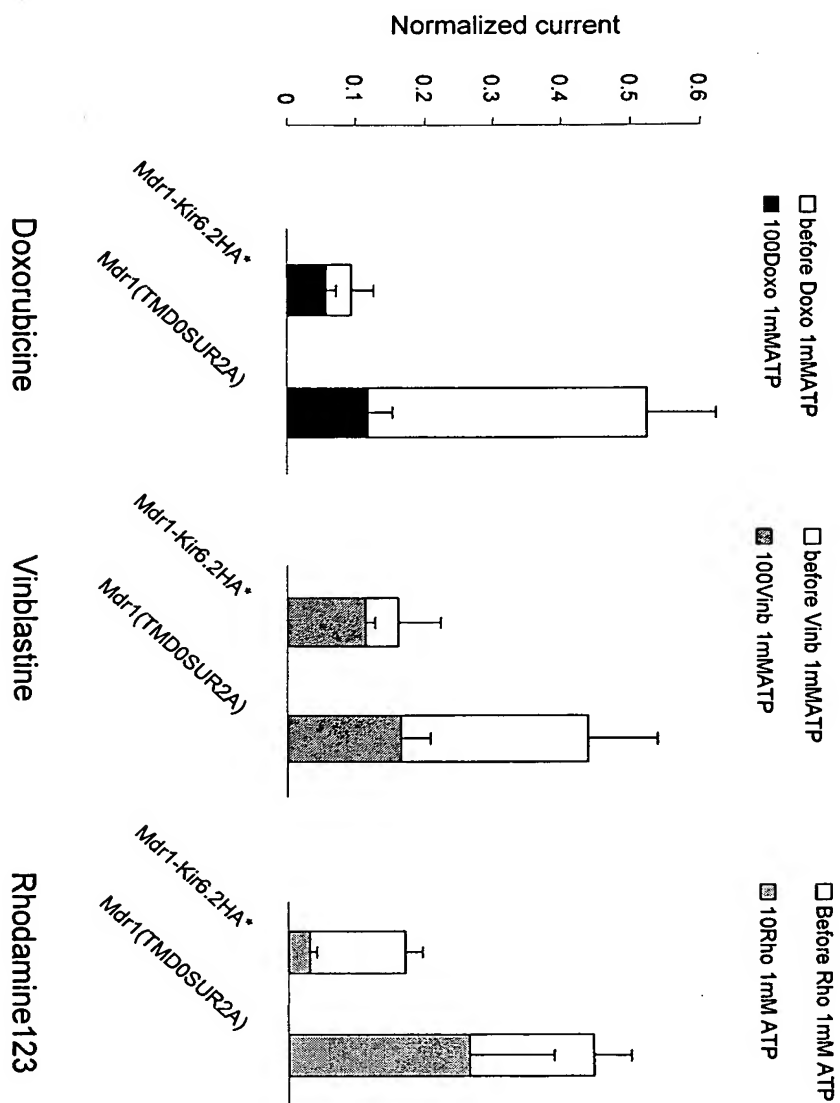 Normalized current
0.6
0.5
0.4
0.3
0.2
0.1
0
before Doxo 1mMATP
100Doxo 1mMATP
Mdr1-Kir6.2HA*
Mdr1(TMD0SUR2A)
Doxorubicine
before Vinb 1mMATP
100Vinb 1mMATP
Mdr1-Kir6.2HA*
Mdr1(TMD0SUR2A)
Vinblastine
Before Rho 1mM ATP
10Rho 1mM ATP
Mdr1-Kir6.2HA*
Mdr1(TMD0SUR2A)
Rhodamine123